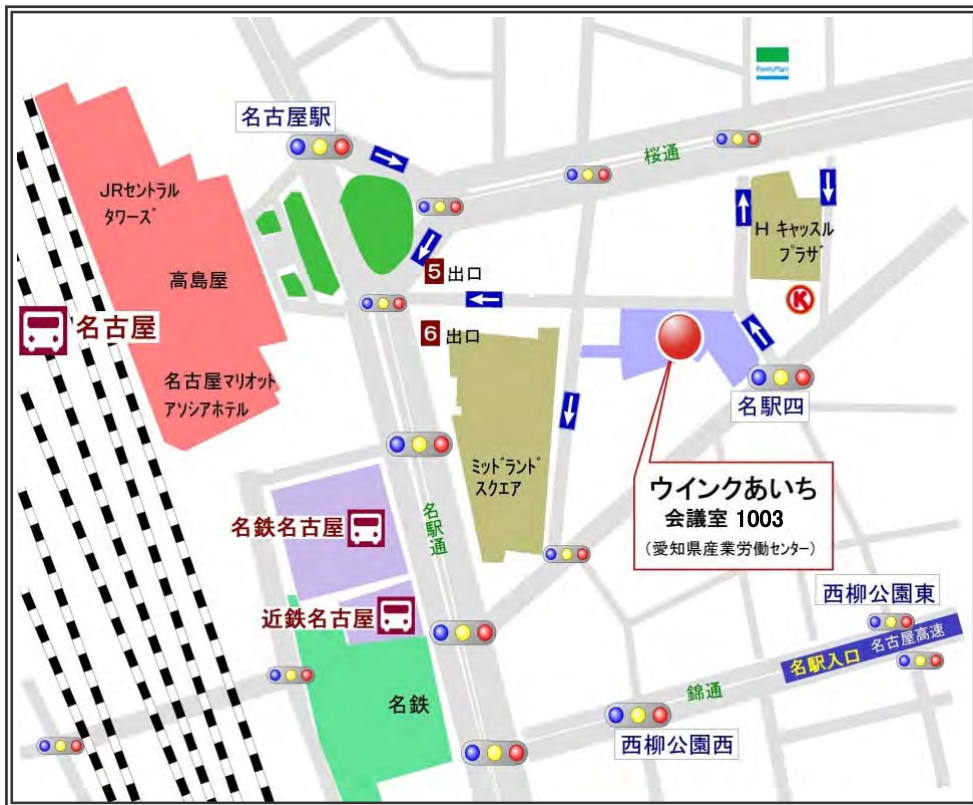 名古屋駅
FamilyMart
桜通
JRセントラル
タワーズ
H キャッスル
プラザ
5 出口
高島屋
K
名古屋
6 出口
名古屋マリオット
アソシアホテル
名駅四
ミッドランド
スクエア
ウインクあいち
会議室 1003
(愛知県産業労働センター)
名駅通
名鉄名古屋
近鉄名古屋
西柳公園東
名駅入口 名古屋高速
錦通
名鉄
西柳公園西